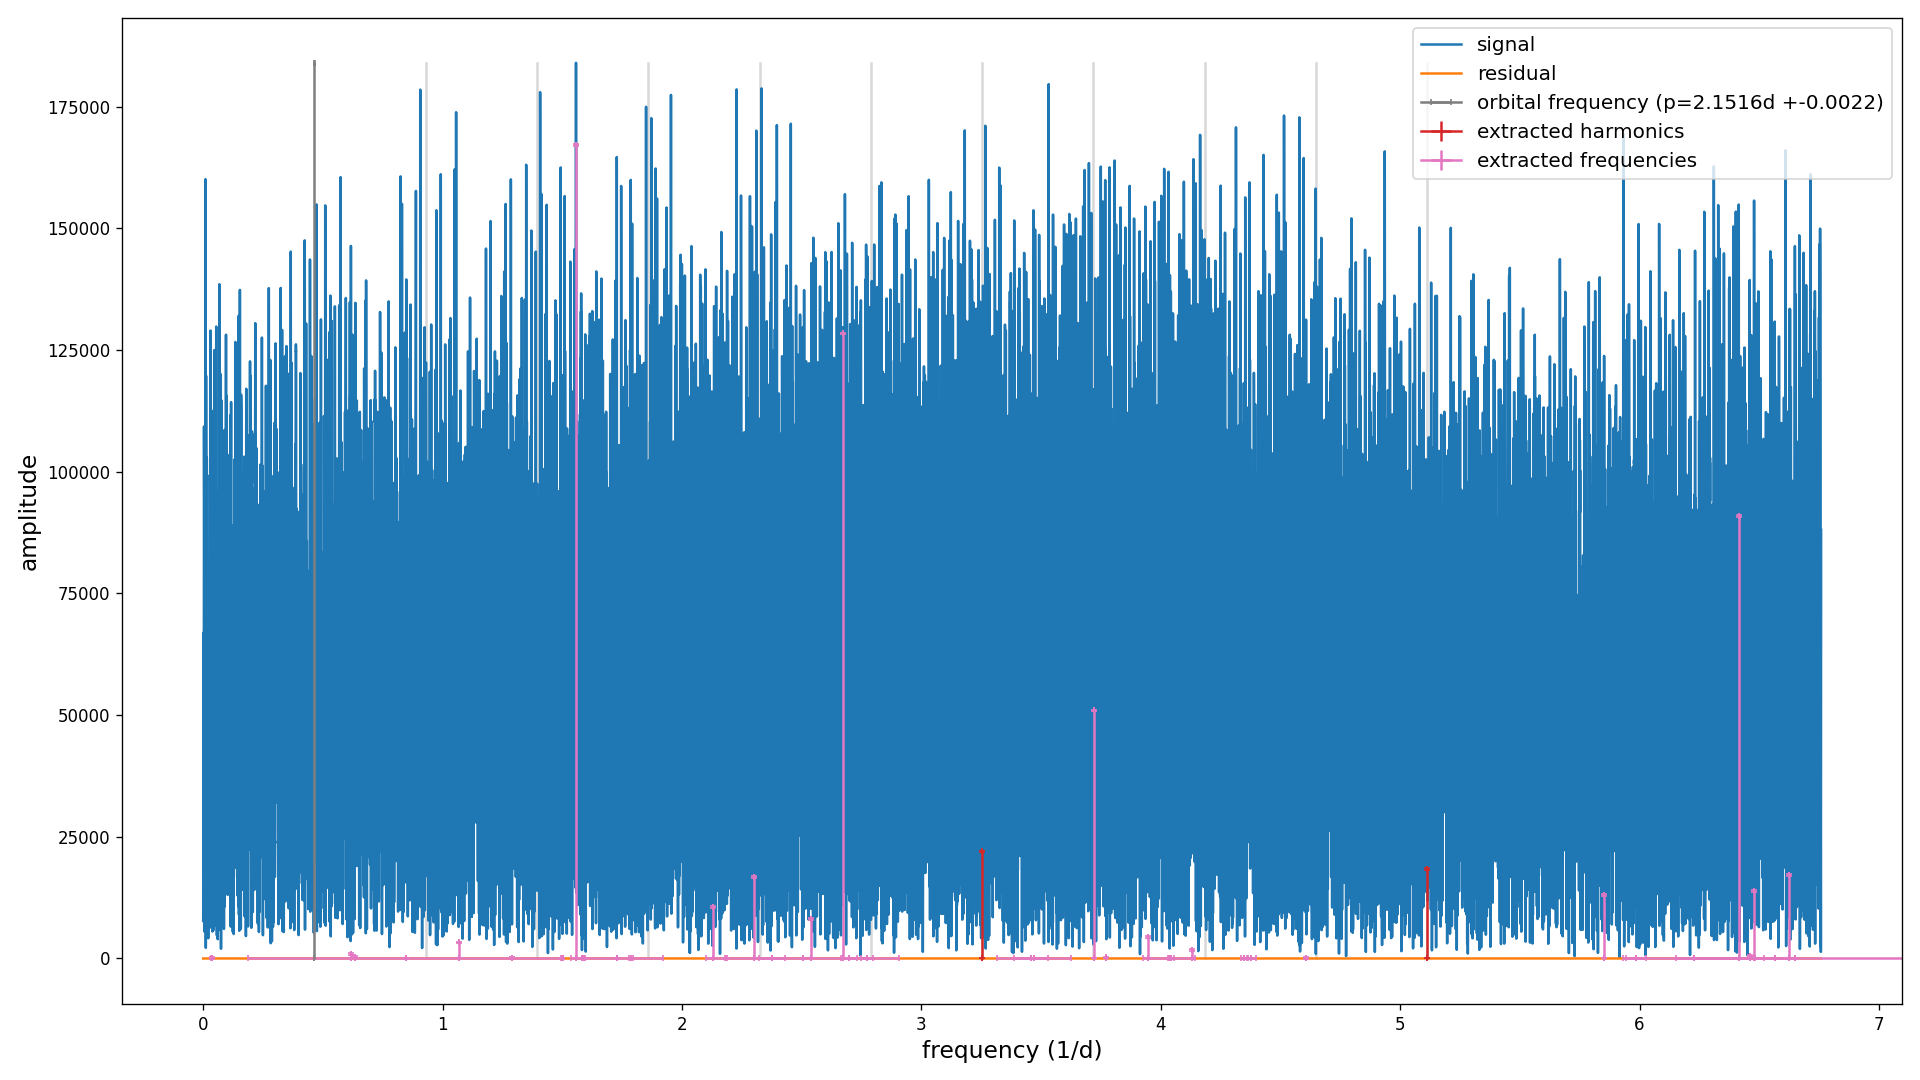 signal
residual
orbital frequency (p=2.1516d +-0.0022)
extracted harmonics
extracted frequencies
175000
150000
125000
100000
75000
50000
25000
0
amplitude
0 1 2 3 4 5 6 7
frequency (1/d)